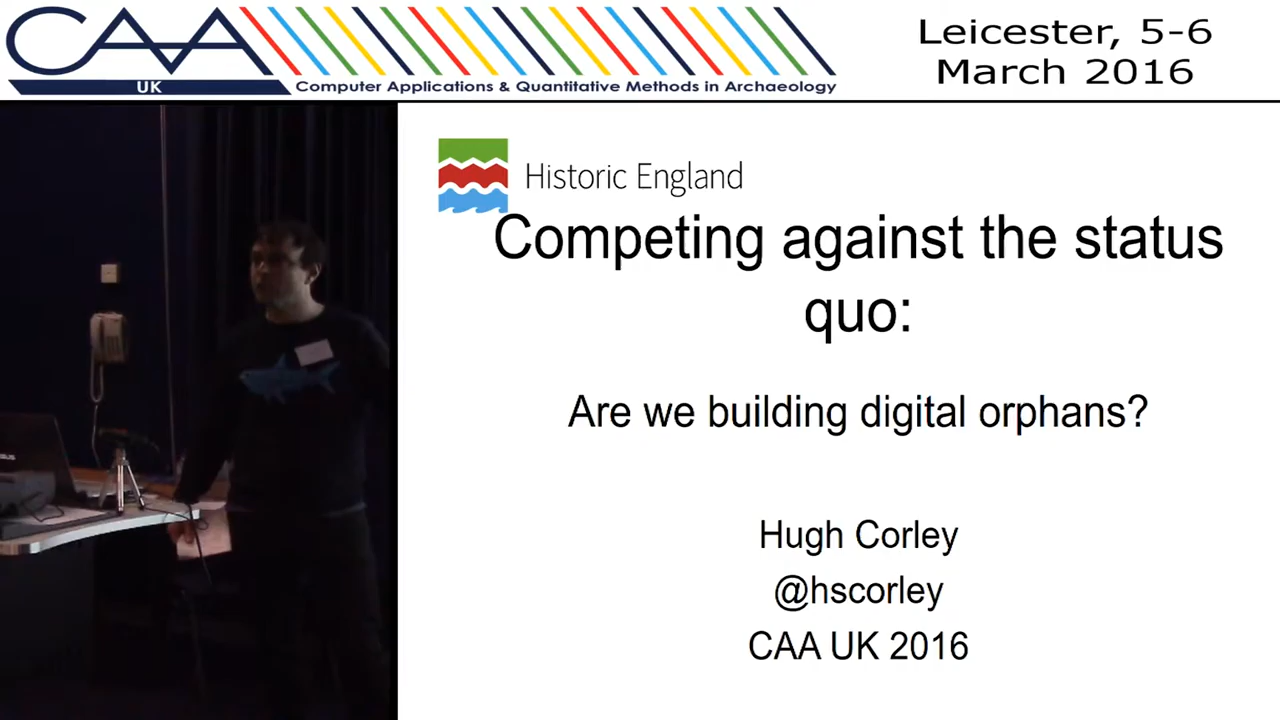 CAA
UK
Computer Applications & Quantitative Methods in Archaeology
Leicester, 5-6
March 2016
Historic England
Competing against the status
quo:
Are we building digital orphans?
Hugh Corley
@hscorley
CAA UK 2016